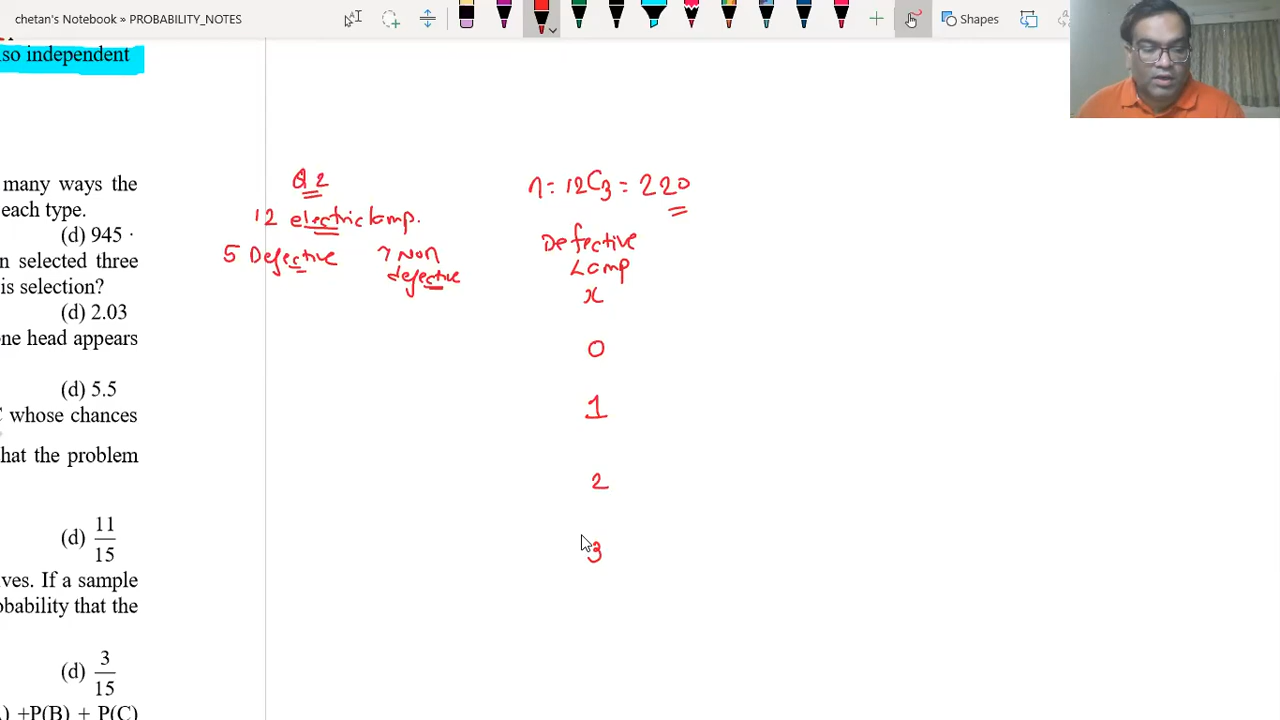 chetan's Notebook » PROBABILITY_NOTES
Shapes
so independent
many ways the
each type.
(d) 945 ·
n selected three
is selection?
(d) 2.03
one head appears
(d) 5.5
C whose chances
hat the problem
(d) 11/15
ves. If a sample
obability that the
(d) 3/15
) +P(B) + P(C)
Q 2
12 electric lamp.
5 Defective 7 Non
defective
n = 12C3 = 220
Defective
Lamp
x
0
1
2
3